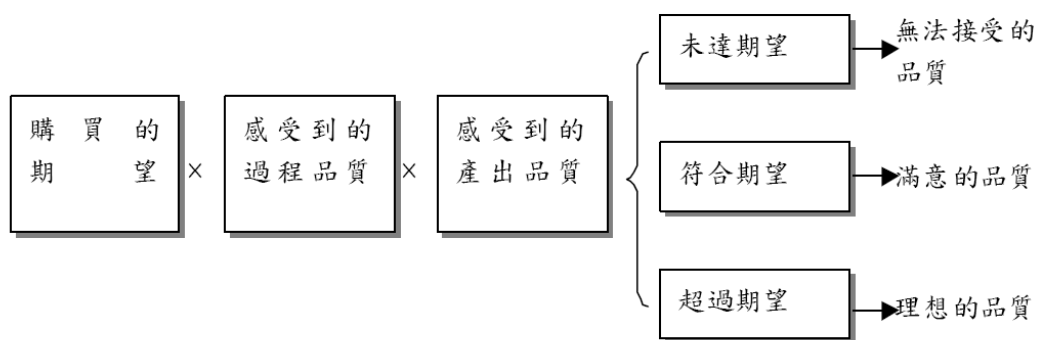 購買的
期望
×
感受到的
過程品質
×
感受到的
產出品質
未達期望
無法接受的
品質
符合期望
滿意的品質
超過期望
理想的品質